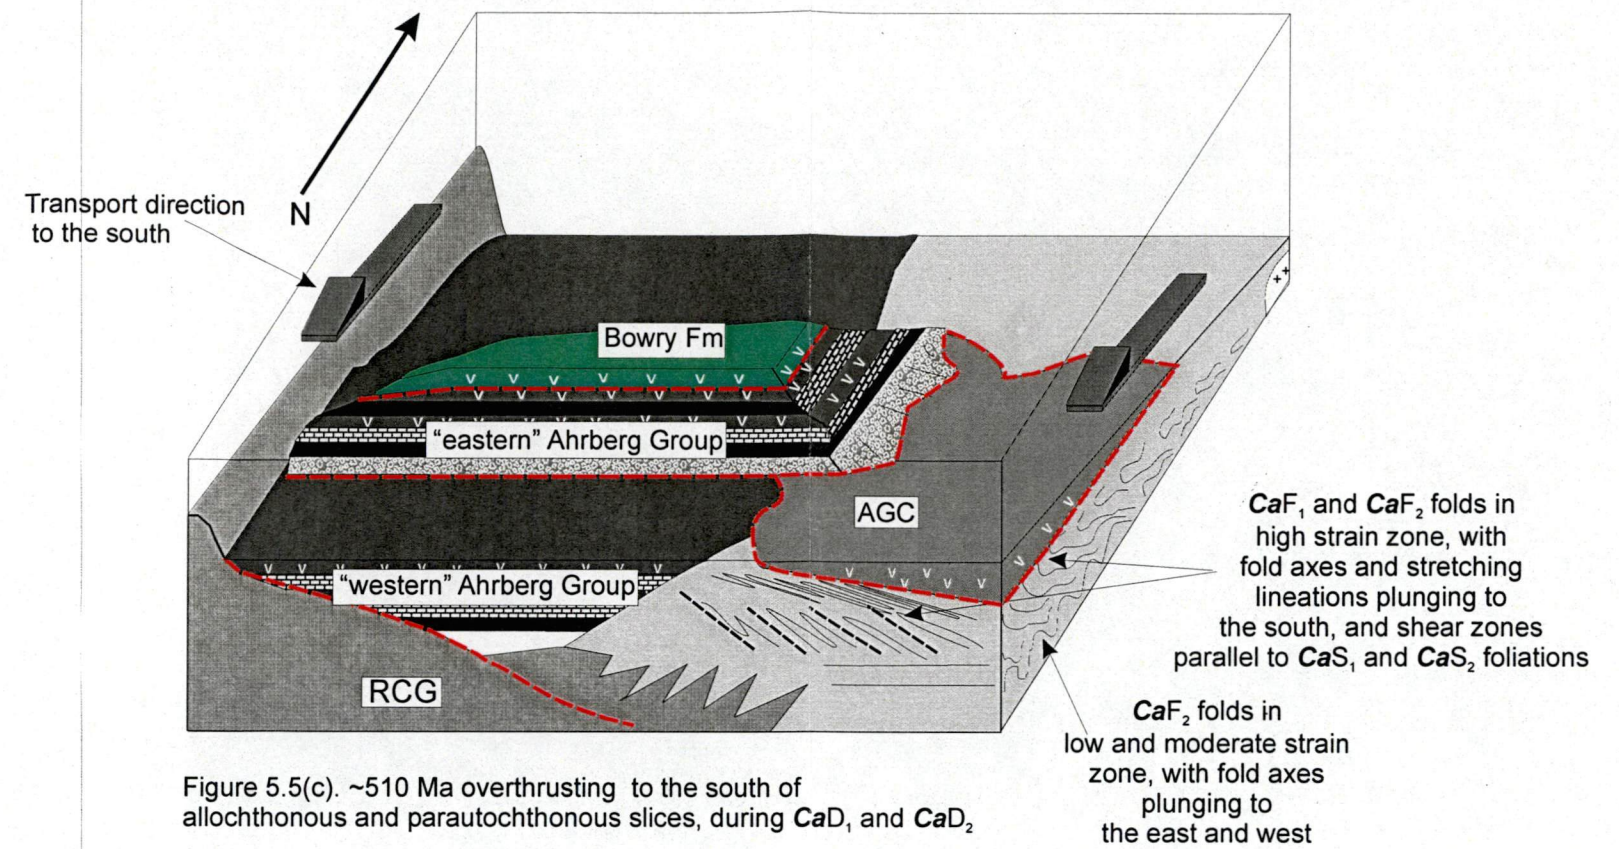 N
Transport direction
to the south
Bowry Fm
“eastern” Ahrberg Group
AGC
“western” Ahrberg Group
RCG
CaF₁ and CaF₂ folds in
high strain zone, with
fold axes and stretching
lineations plunging to
the south, and shear zones
parallel to CaS₁ and CaS₂ foliations
CaF₂ folds in
low and moderate strain
zone, with fold axes
plunging to
the east and west
Figure 5.5(c). ~510 Ma overthrusting to the south of
allochthonous and parautochthonous slices, during CaD₁ and CaD₂